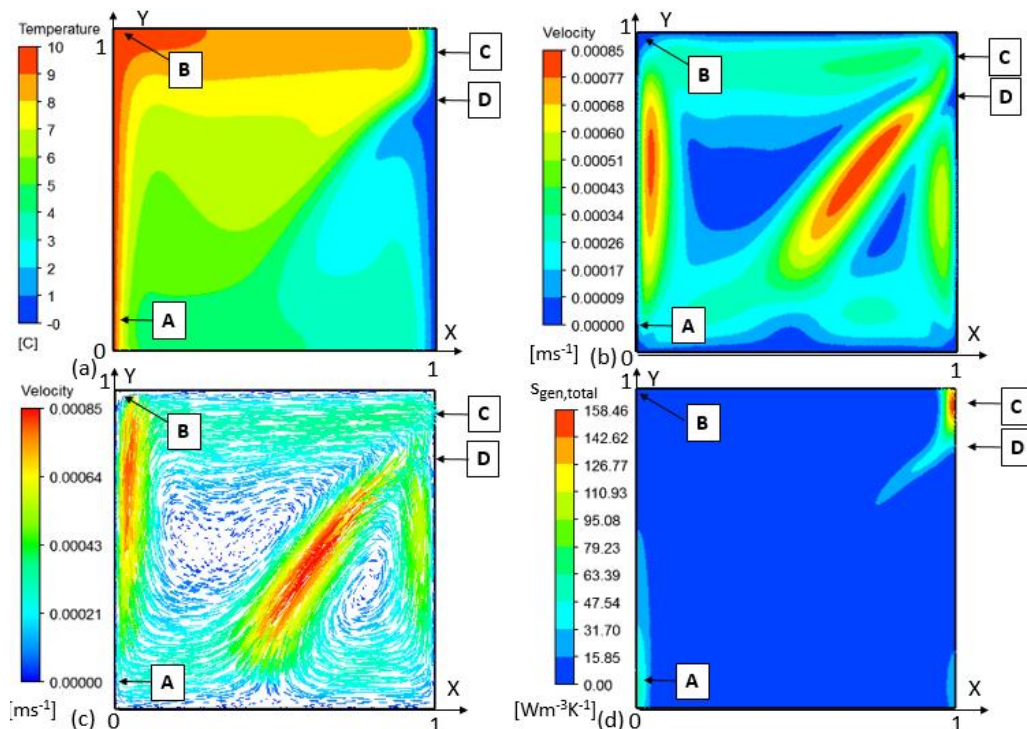 Temperature
10
9
8
7
6
5
4
3
2
1
-0
[C]
Y
1
B
C
D
A
X
0
1
(a)
Velocity
0.00085
0.00077
0.00068
0.00060
0.00051
0.00043
0.00034
0.00026
0.00017
0.00009
0.00000
[ms-1]
Y
1
B
C
D
A
X
0
1
(b)
Velocity
0.00085
0.00064
0.00043
0.00021
0.00000
[ms-1]
Y
1
B
C
D
A
X
0
1
(c)
Sgen,total
158.46
142.62
126.77
110.93
95.08
79.23
63.39
47.54
31.70
15.85
0.00
[Wm-3K-1]
Y
1
B
C
D
A
X
0
1
(d)